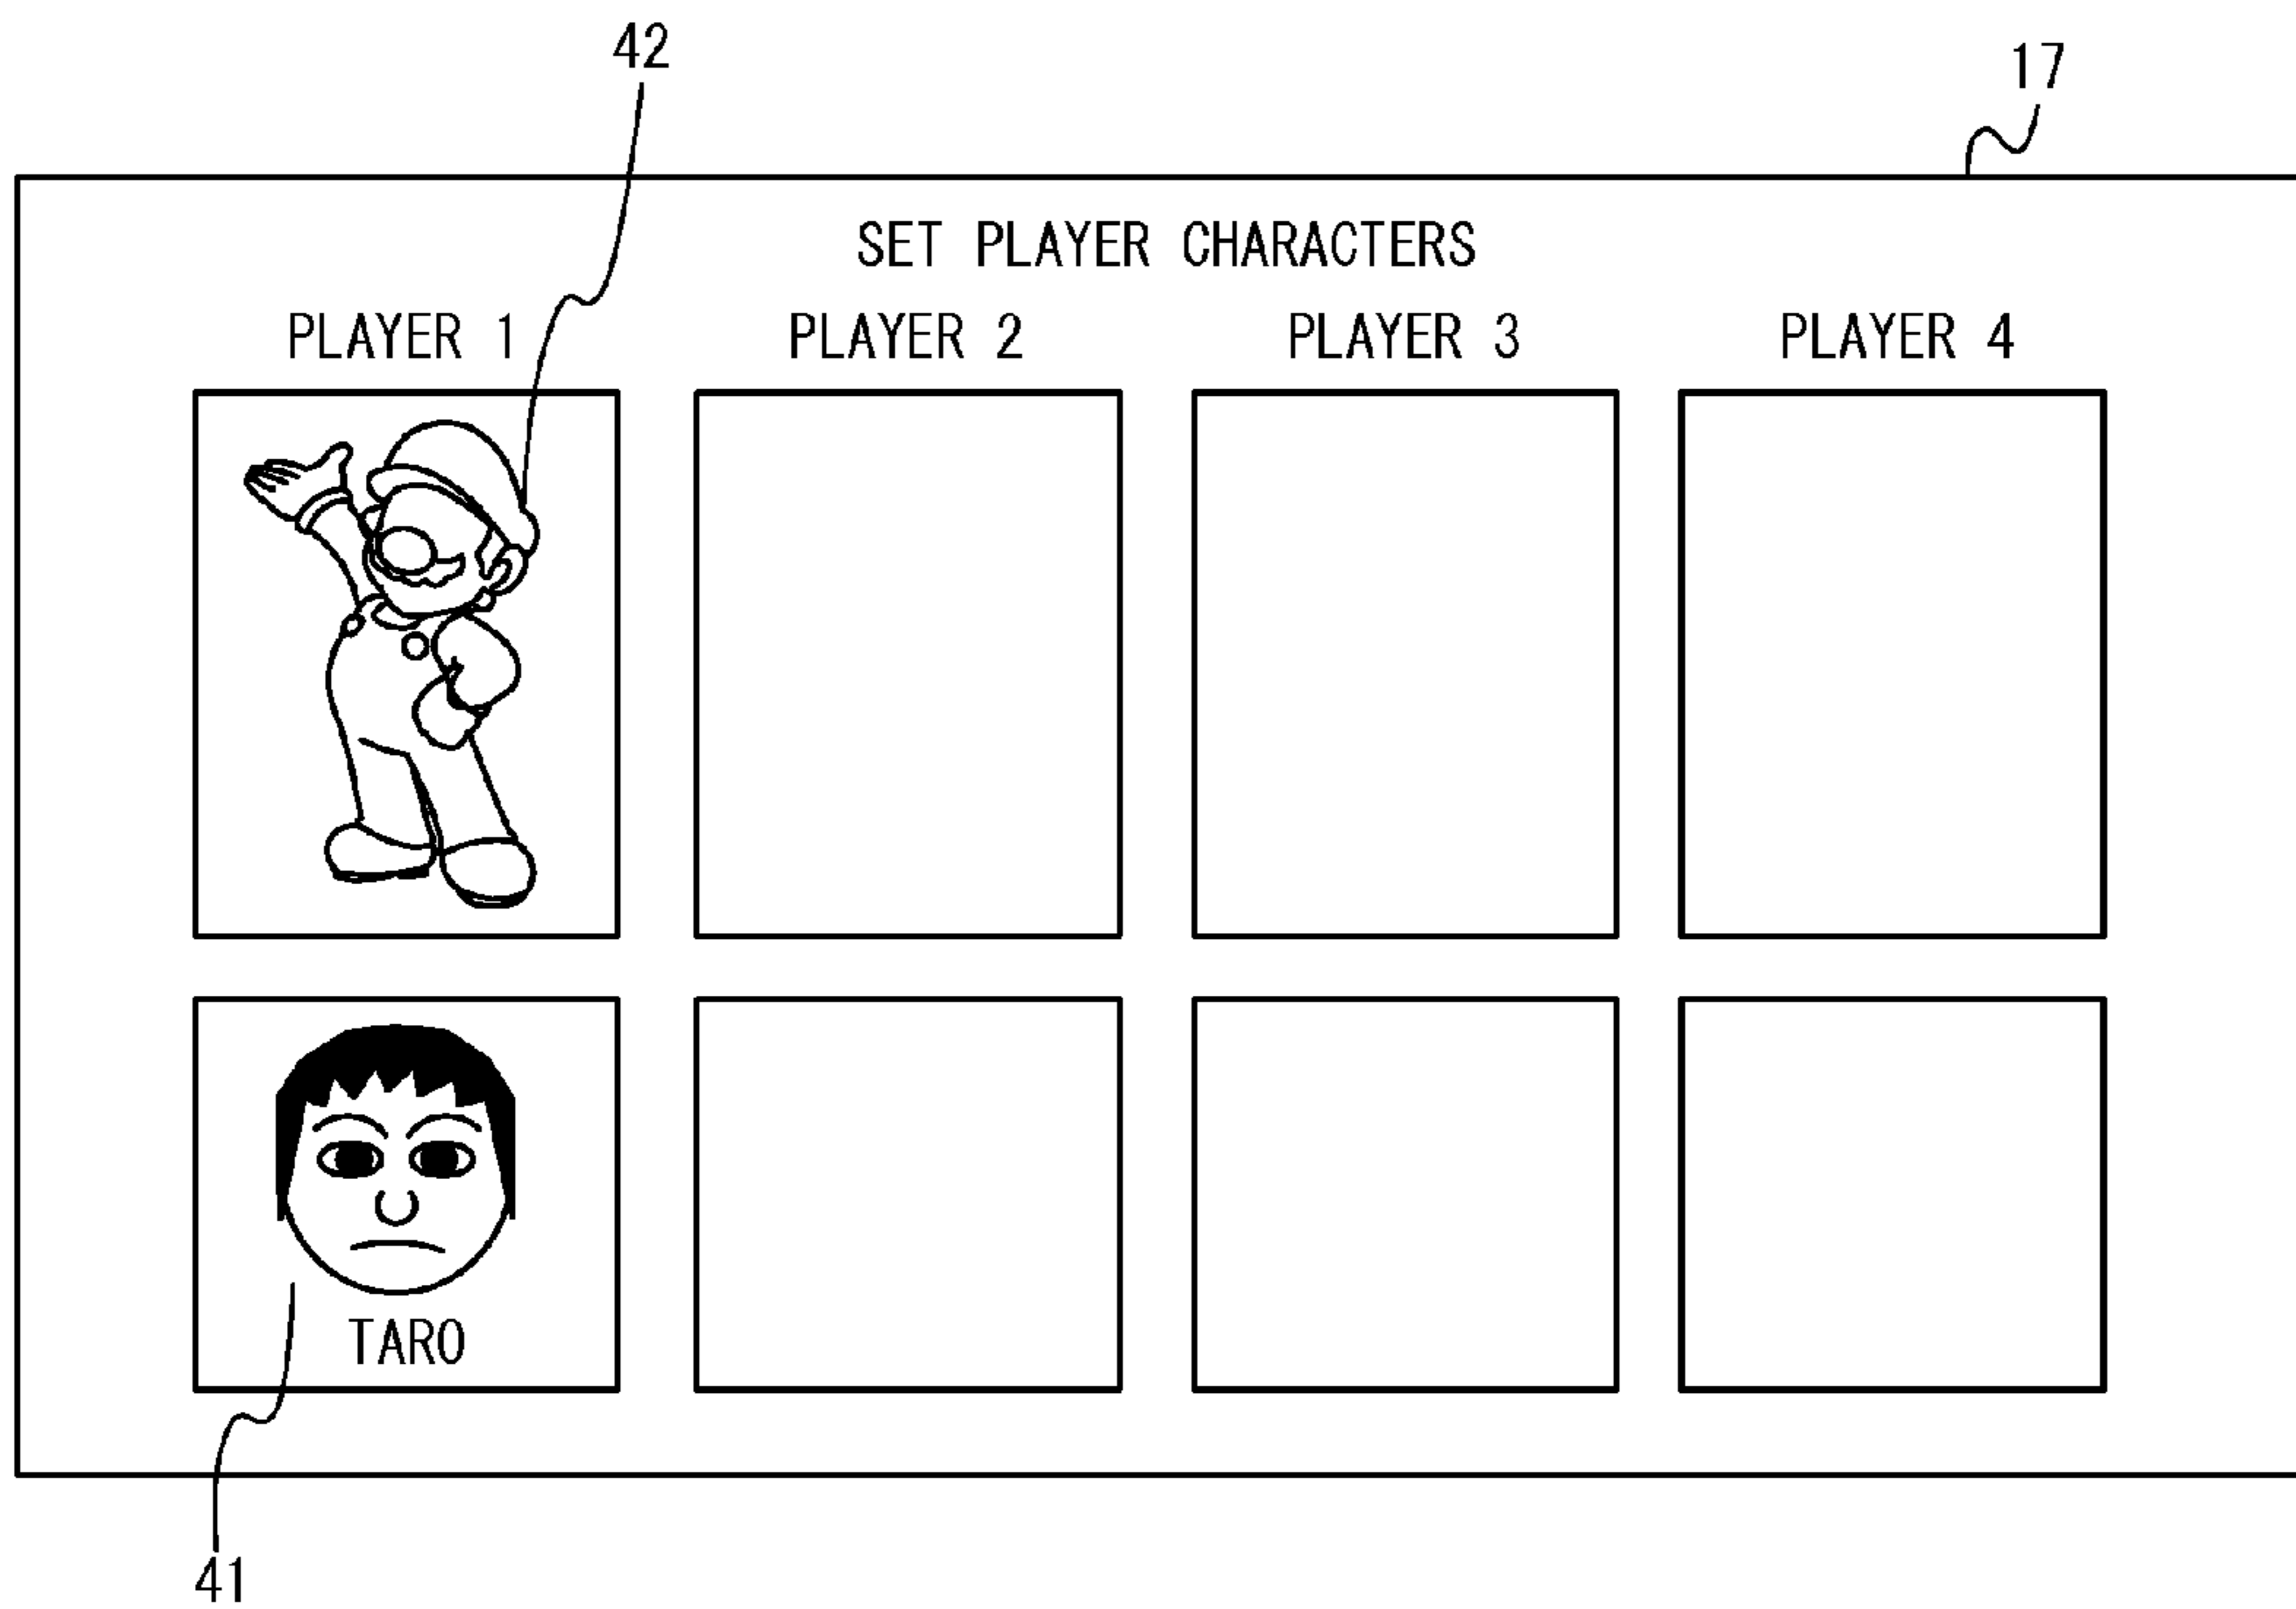 42
17
SET PLAYER CHARACTERS
PLAYER 1 PLAYER 2 PLAYER 3 PLAYER 4
TARO
41